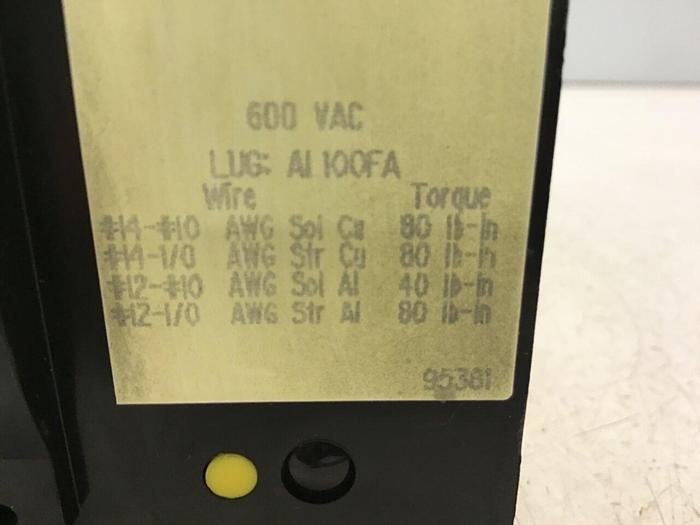 600 VAC
LUG: Al 100FA
Wire Torque
#14-#10 AWG Sol Cu 80 lb-in
#14-1/0 AWG Str Cu 80 lb-in
#12-#10 AWG Sol Al 40 lb-in
#12-1/0 AWG Str Al 80 lb-in
95381